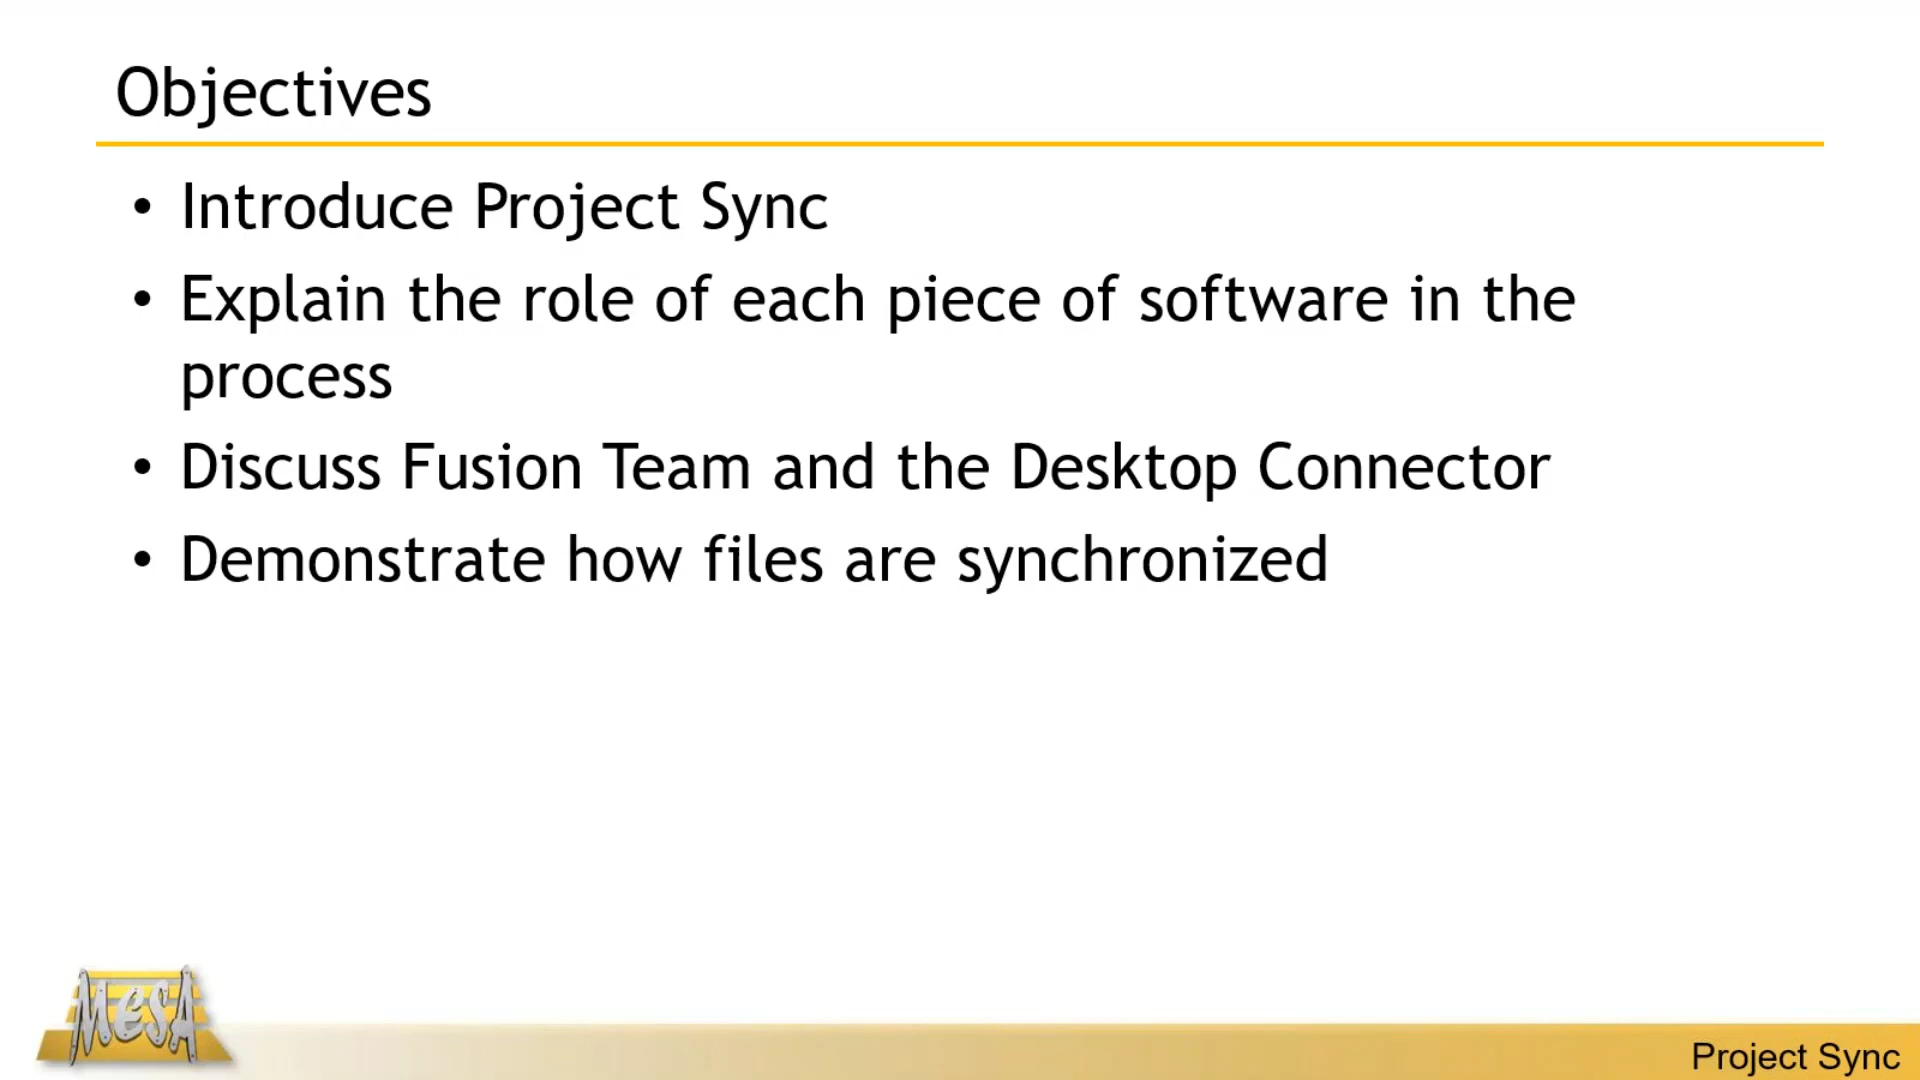 Objectives
• Introduce Project Sync
• Explain the role of each piece of software in the
process
• Discuss Fusion Team and the Desktop Connector
• Demonstrate how files are synchronized
MESA
Project Sync